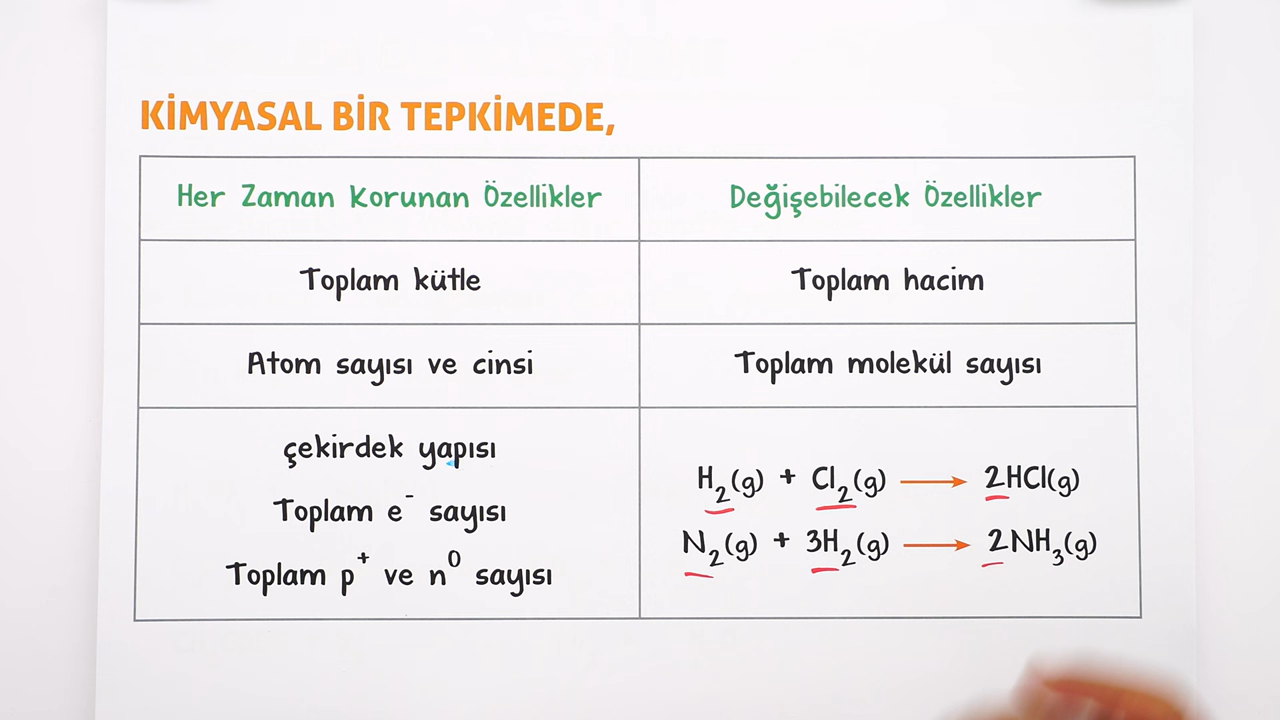 KİMYASAL BİR TEPKİMEDE,
Her Zaman Korunan Özellikler
Değişebilecek Özellikler
Toplam kütle
Toplam hacim
Atom sayısı ve cinsi
Toplam molekül sayısı
çekirdek yapısı
Toplam e⁻ sayısı
Toplam p⁺ ve n⁰ sayısı
H₂(g) + Cl₂(g) → 2HCl(g)
N₂(g) + 3H₂(g) → 2NH₃(g)